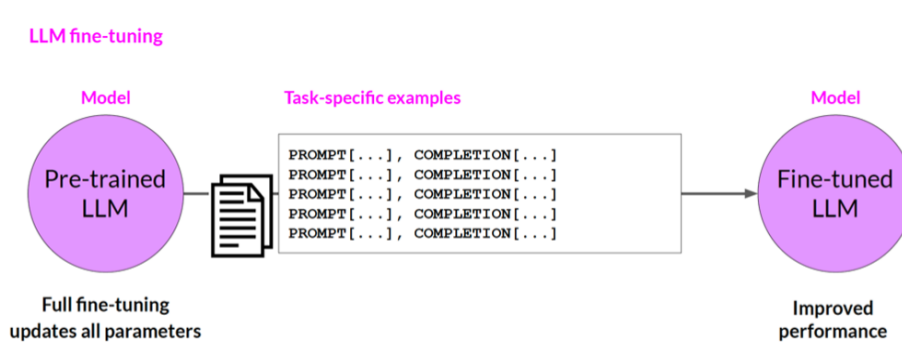 LLM fine-tuning
Model
Task-specific examples
Model
Pre-trained
LLM
PROMPT[...], COMPLETION[...]
PROMPT[...], COMPLETION[...]
PROMPT[...], COMPLETION[...]
PROMPT[...], COMPLETION[...]
PROMPT[...], COMPLETION[...]
Fine-tuned
LLM
Full fine-tuning
updates all parameters
Improved
performance